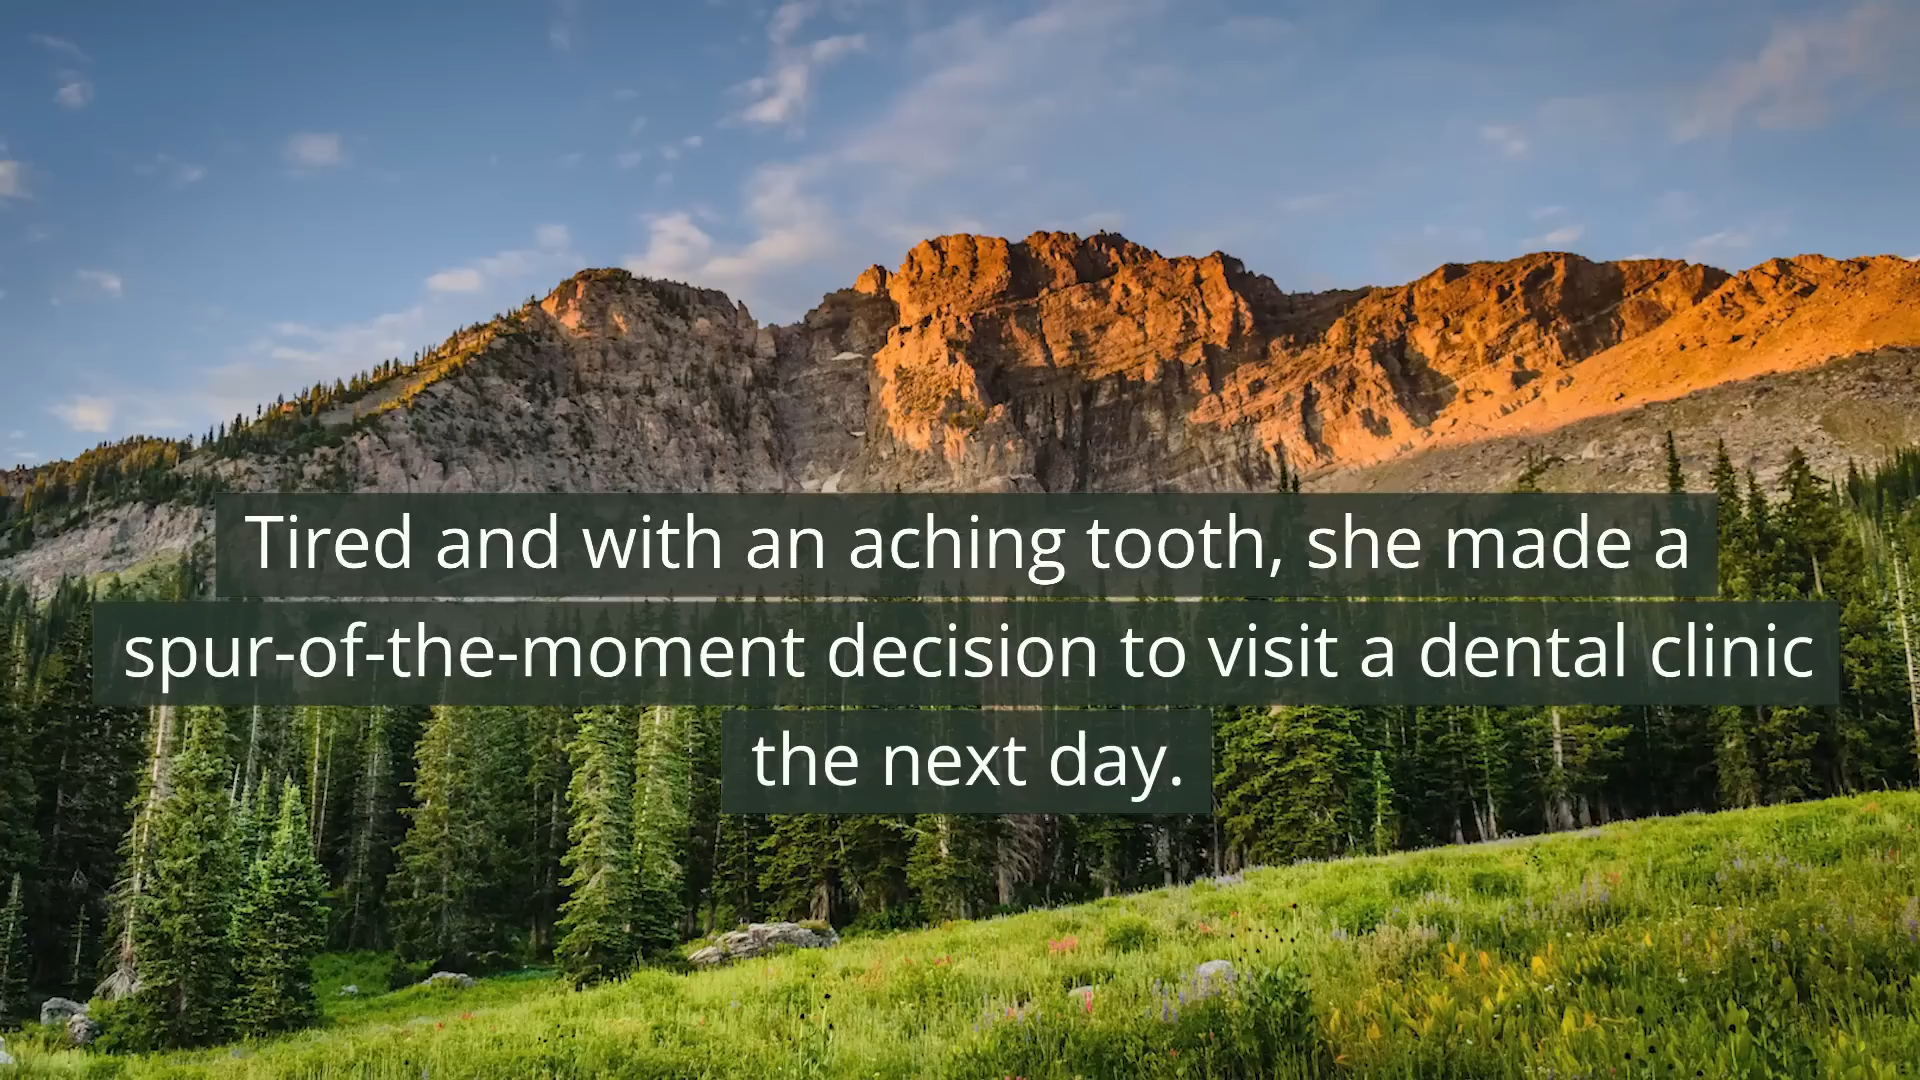 Tired and with an aching tooth, she made a
spur-of-the-moment decision to visit a dental clinic
the next day.